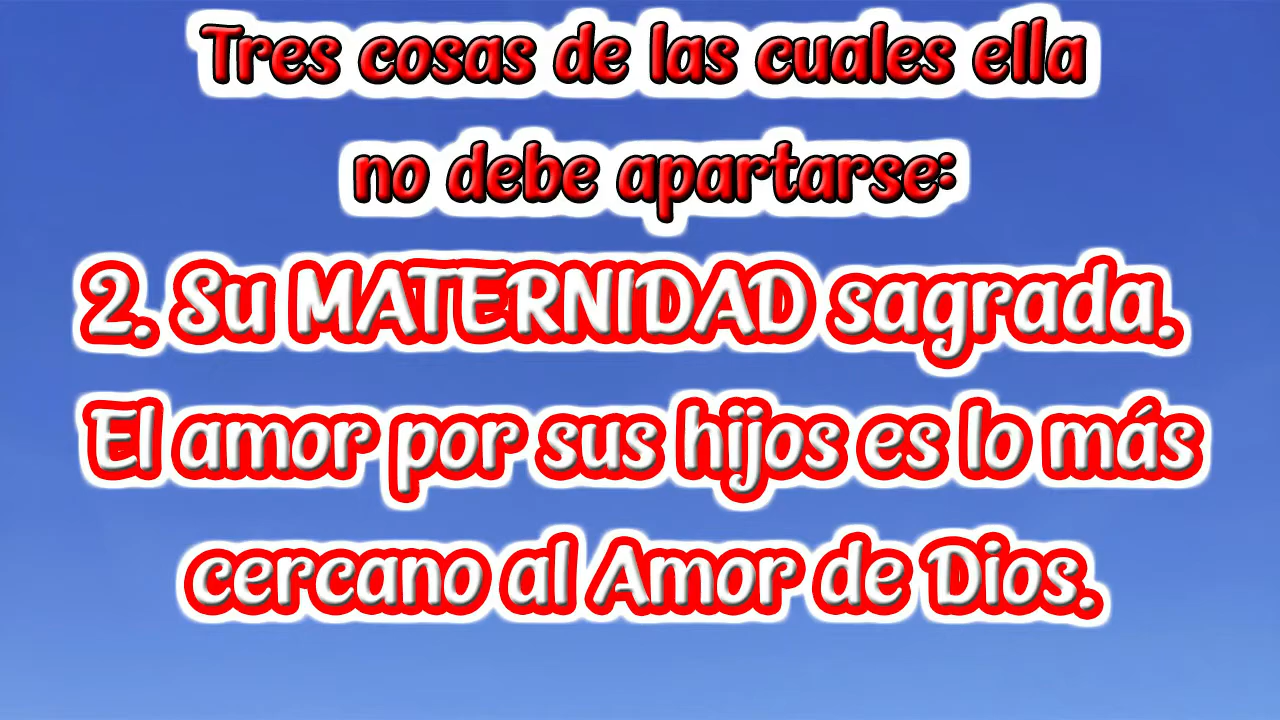 Tres cosas de las cuales ella
no debe apartarse:
2. Su MATERNIDAD sagrada.
El amor por sus hijos es lo más
cercano al Amor de Dios.